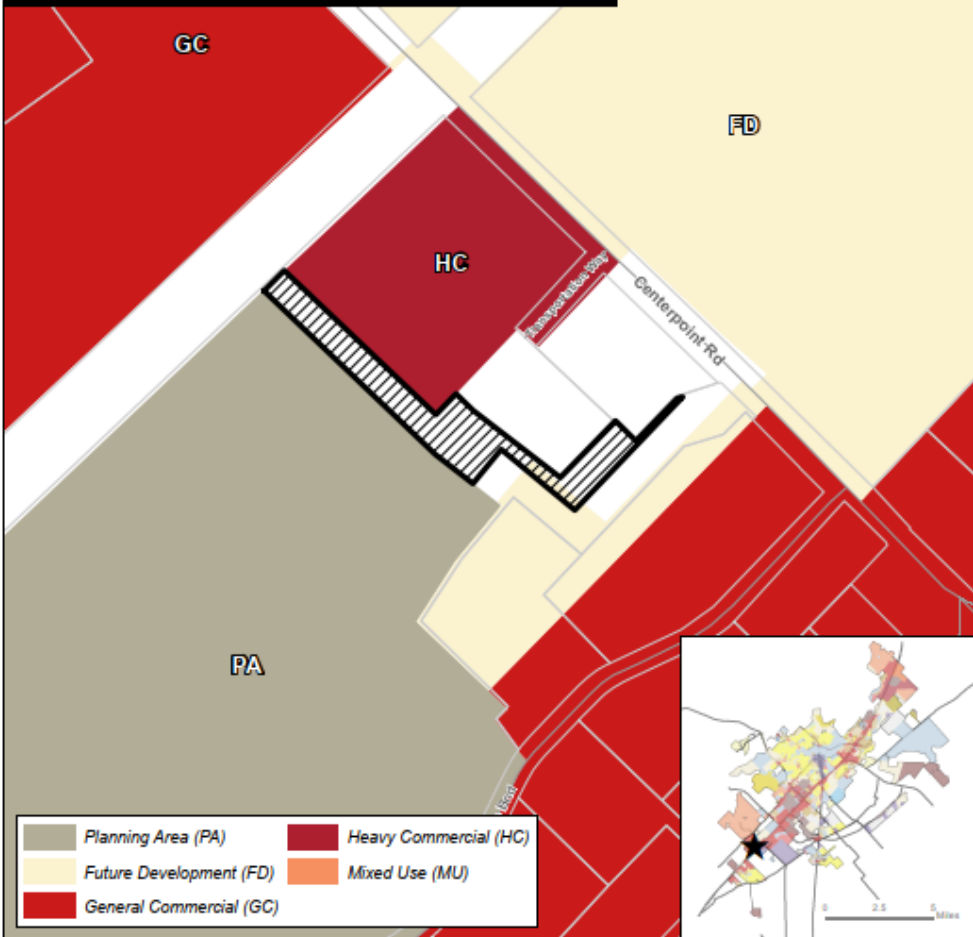 GC
FD
HC
Transportation Way
Centerpoint Rd
PA
Planning Area (PA)
Future Development (FD)
General Commercial (GC)
Heavy Commercial (HC)
Mixed Use (MU)
0 2.5 5
Miles